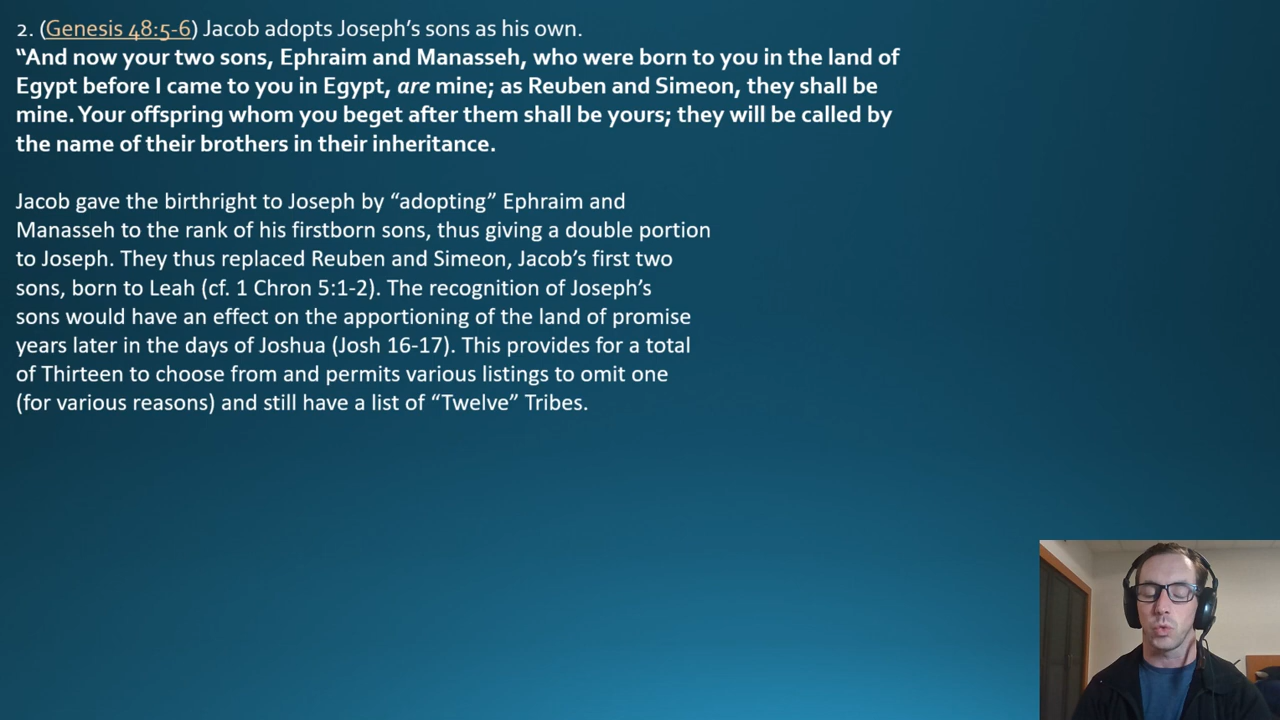 2. (Genesis 48:5-6) Jacob adopts Joseph’s sons as his own.
“And now your two sons, Ephraim and Manasseh, who were born to you in the land of
Egypt before I came to you in Egypt, are mine; as Reuben and Simeon, they shall be
mine. Your offspring whom you beget after them shall be yours; they will be called by
the name of their brothers in their inheritance.
Jacob gave the birthright to Joseph by “adopting” Ephraim and
Manasseh to the rank of his firstborn sons, thus giving a double portion
to Joseph. They thus replaced Reuben and Simeon, Jacob’s first two
sons, born to Leah (cf. 1 Chron 5:1-2). The recognition of Joseph’s
sons would have an effect on the apportioning of the land of promise
years later in the days of Joshua (Josh 16-17). This provides for a total
of Thirteen to choose from and permits various listings to omit one
(for various reasons) and still have a list of “Twelve” Tribes.